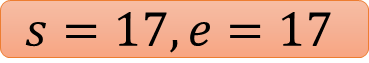 s = 17, e = 17